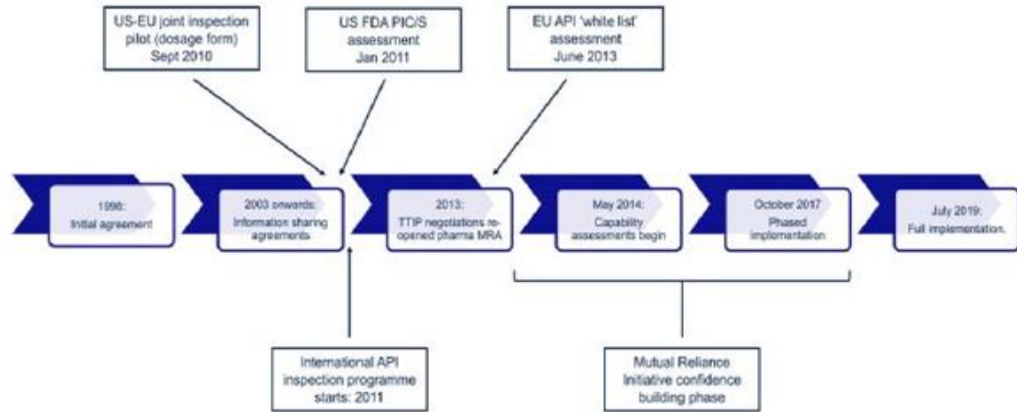 US-EU joint inspection
pilot (dosage form)
Sept 2010
US FDA PIC/S
assessment
Jan 2011
EU API 'white list'
assessment
June 2013
1998:
Initial agreement
2003 onwards:
Information sharing
agreements
2013:
TTIP negotiations re-
opened pharma MRA
May 2014:
Capability
assessments begin
October 2017
Phased
implementation
July 2019:
Full implementation.
International API
inspection programme
starts: 2011
Mutual Reliance
Initiative confidence
building phase